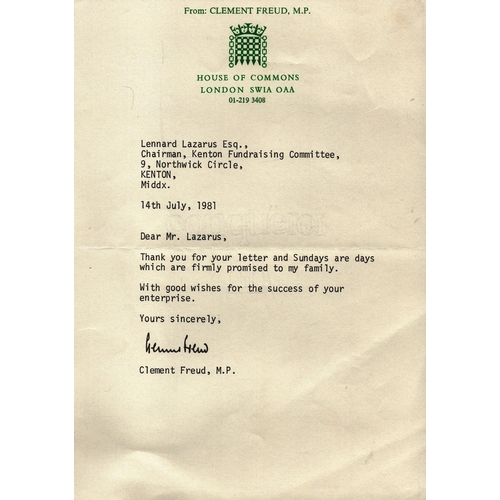 From: CLEMENT FREUD, M.P.
HOUSE OF COMMONS
LONDON SW1A OAA
01-219 3408
Lennard Lazarus Esq.,
Chairman, Kenton Fundraising Committee,
9, Northwick Circle,
KENTON,
Middx.
14th July, 1981
Dear Mr. Lazarus,
Thank you for your letter and Sundays are days
which are firmly promised to my family.
With good wishes for the success of your
enterprise.
Yours sincerely,
Clement Freud
Clement Freud, M.P.